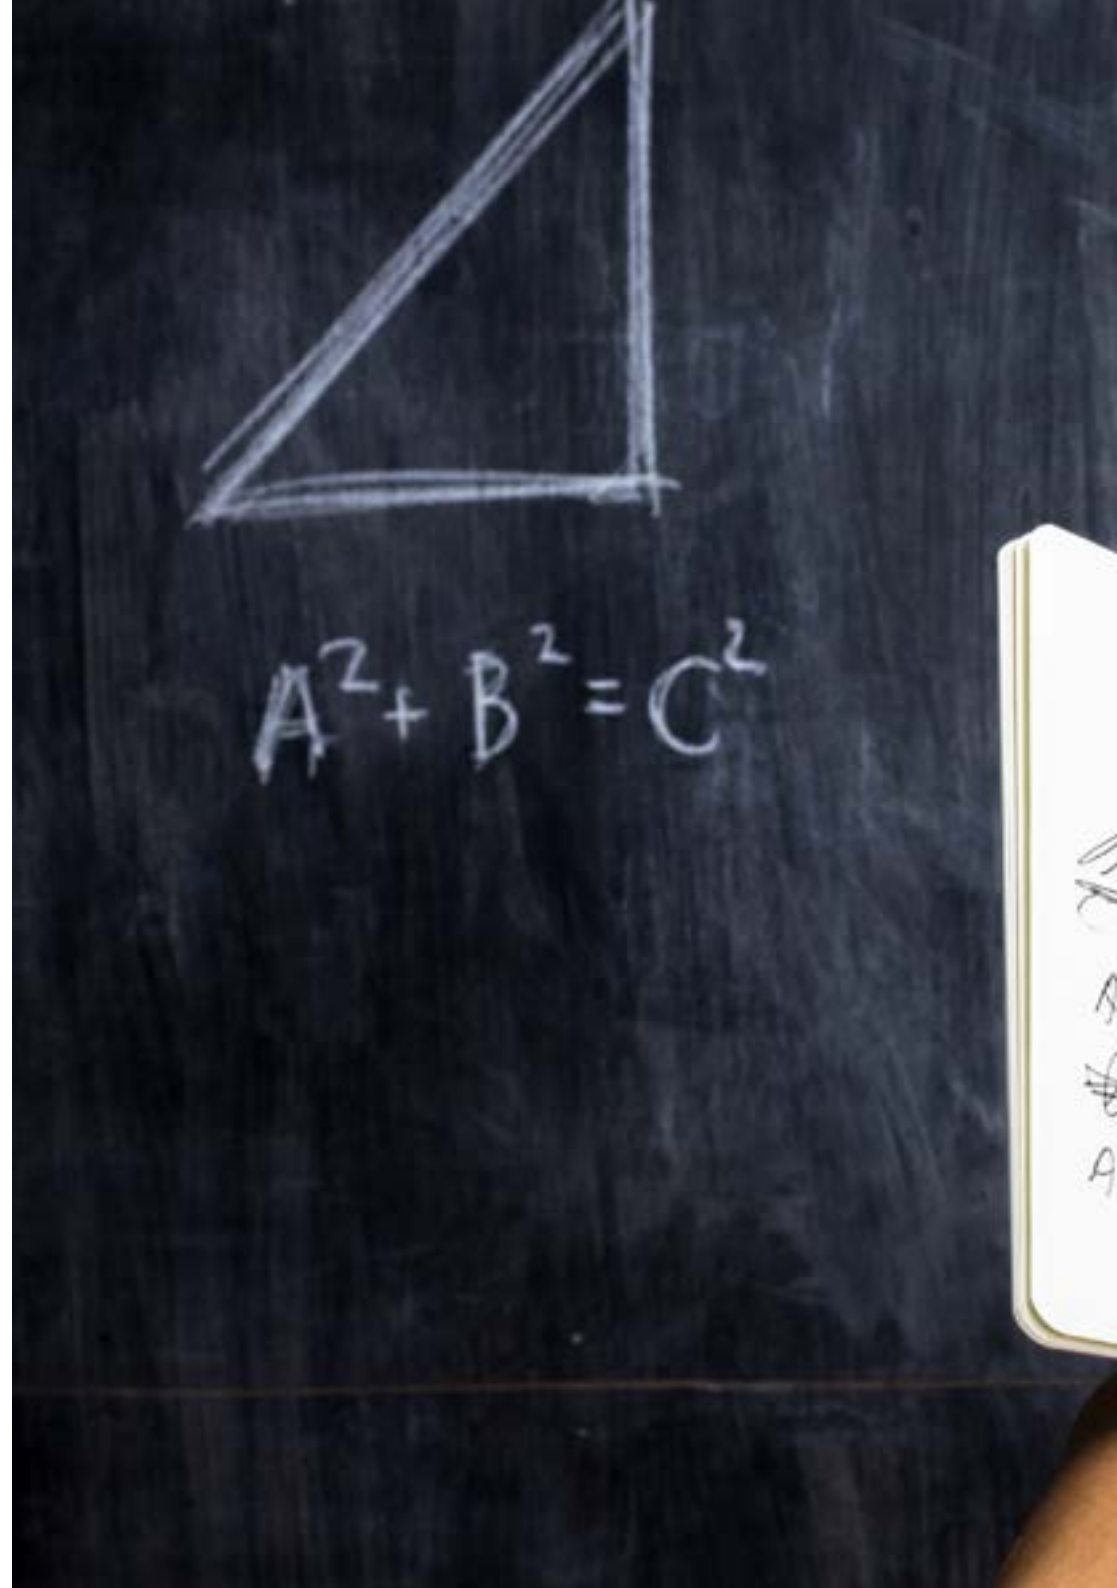 A² + B² = C²